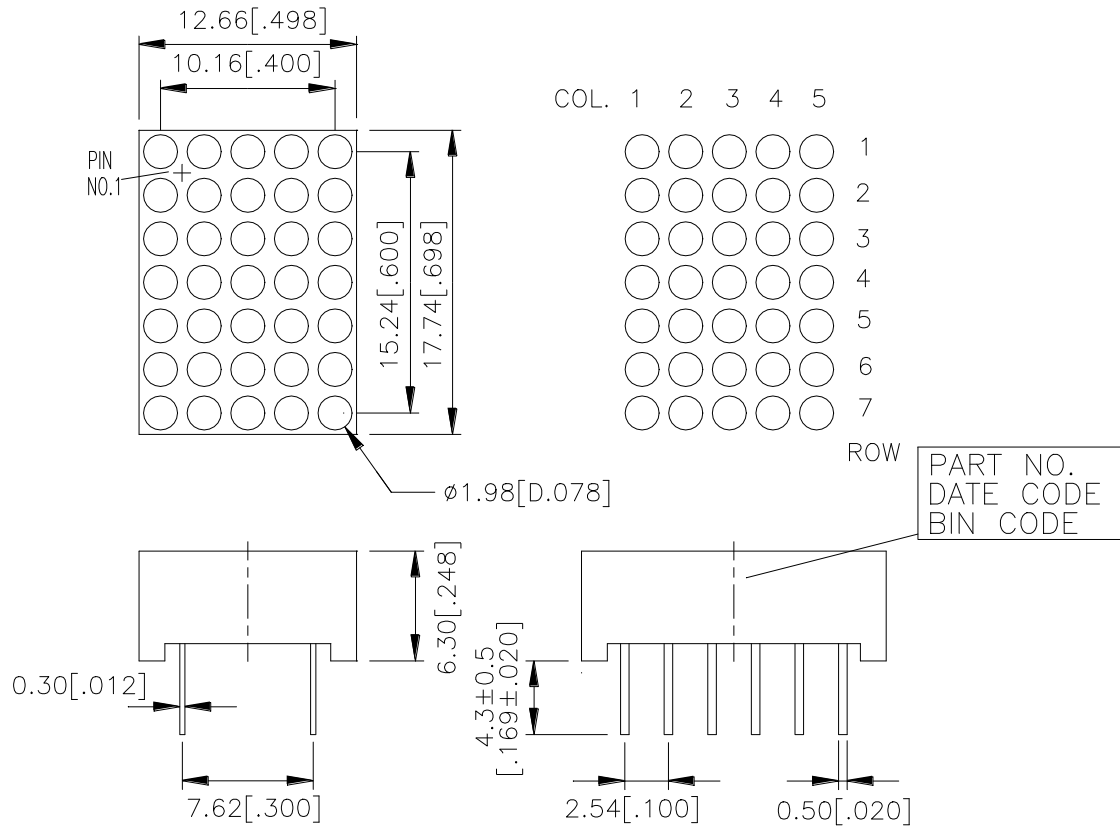 12.66[.498]
10.16[.400]
PIN
NO.1
15.24[.600]
17.74[.698]
ø1.98[D.078]
COL. 1 2 3 4 5
1
2
3
4
5
6
7
ROW
PART NO.
DATE CODE
BIN CODE
6.30[.248]
0.30[.012]
7.62[.300]
4.3±0.5
[.169±.020]
2.54[.100]
0.50[.020]